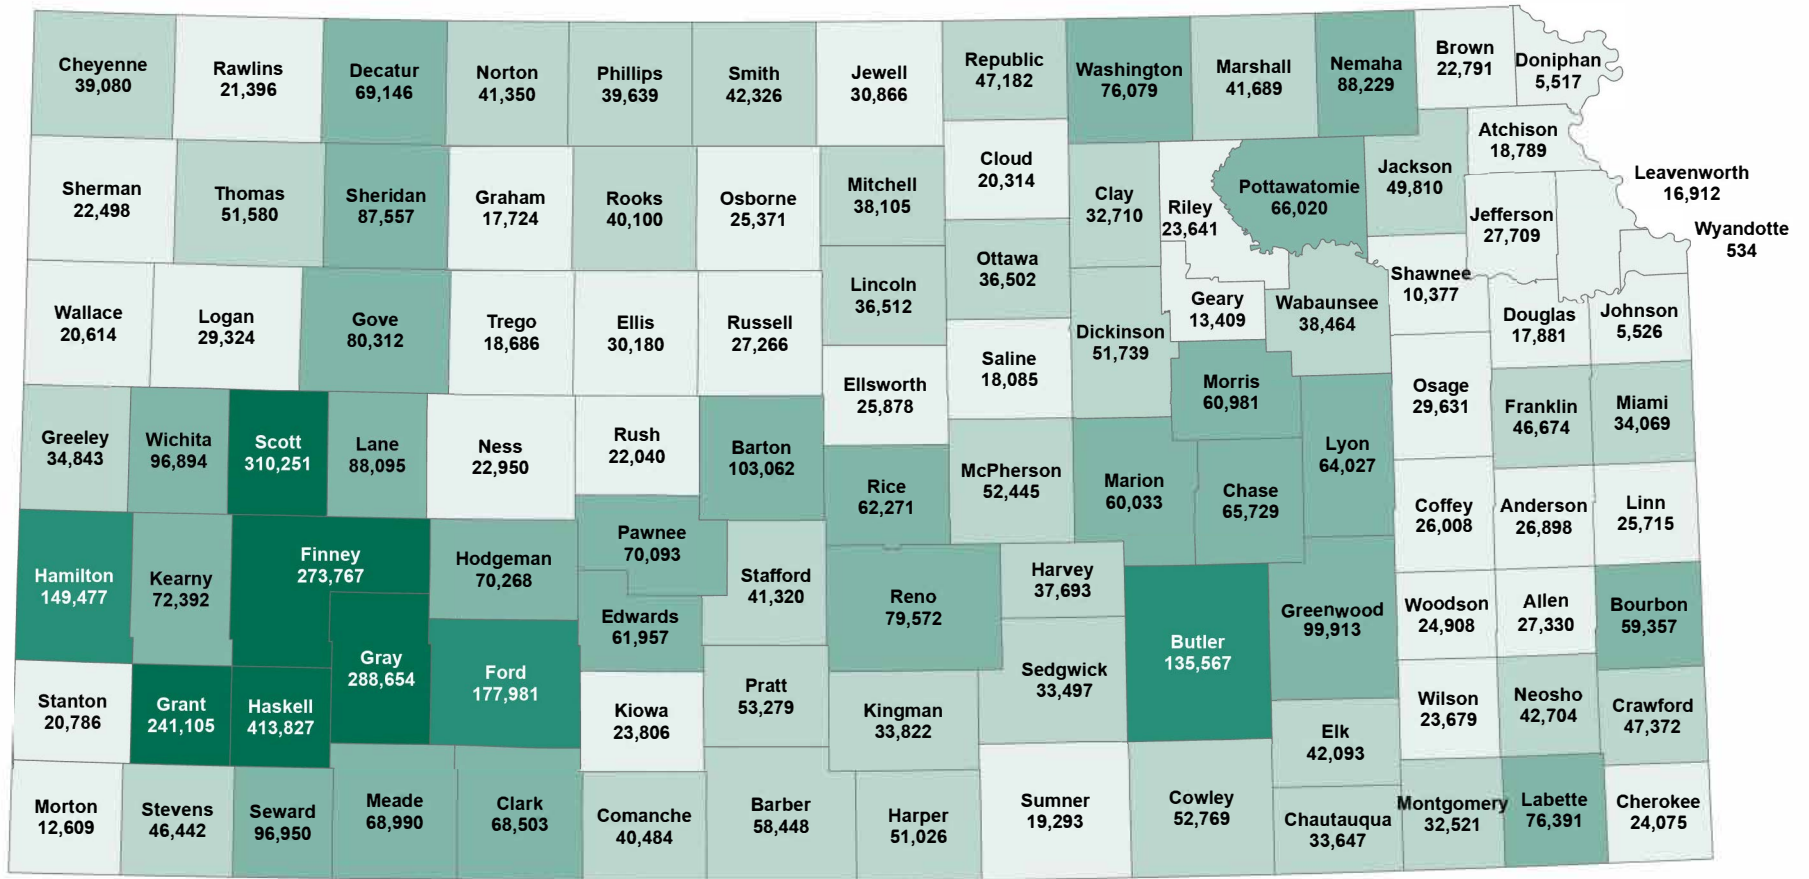 Cheyenne
39,080
Rawlins
21,396
Decatur
69,146
Norton
41,350
Phillips
39,639
Smith
42,326
Jewell
30,866
Republic
47,182
Washington
76,079
Marshall
41,689
Nemaha
88,229
Brown
22,791
Doniphan
5,517
Sherman
22,498
Thomas
51,580
Sheridan
87,557
Graham
17,724
Rooks
40,100
Osborne
25,371
Mitchell
38,105
Cloud
20,314
Clay
32,710
Riley
23,641
Pottawatomie
66,020
Jackson
49,810
Atchison
18,789
Jefferson
27,709
Leavenworth
16,912
Wyandotte
534
Wallace
20,614
Logan
29,324
Gove
80,312
Trego
18,686
Ellis
30,180
Russell
27,266
Lincoln
36,512
Ottawa
36,502
Saline
18,085
Dickinson
51,739
Geary
13,409
Wabaunsee
38,464
Shawnee
10,377
Douglas
17,881
Johnson
5,526
Greeley
34,843
Wichita
96,894
Scott
310,251
Lane
88,095
Ness
22,950
Rush
22,040
Barton
103,062
Ellsworth
25,878
Rice
62,271
McPherson
52,445
Marion
60,033
Morris
60,981
Chase
65,729
Lyon
64,027
Osage
29,631
Franklin
46,674
Miami
34,069
Coffey
26,008
Anderson
26,898
Linn
25,715
Hamilton
149,477
Kearny
72,392
Finney
273,767
Hodgeman
70,268
Pawnee
70,093
Edwards
61,957
Stafford
41,320
Reno
79,572
Harvey
37,693
Sedgwick
33,497
Butler
135,567
Greenwood
99,913
Woodson
24,908
Allen
27,330
Bourbon
59,357
Stanton
20,786
Grant
241,105
Haskell
413,827
Gray
288,654
Ford
177,981
Kiowa
23,806
Pratt
53,279
Kingman
33,822
Elk
42,093
Wilson
23,679
Neosho
42,704
Crawford
47,372
Morton
12,609
Stevens
46,442
Seward
96,950
Meade
68,990
Clark
68,503
Comanche
40,484
Barber
58,448
Harper
51,026
Sumner
19,293
Cowley
52,769
Chautauqua
33,647
Montgomery
32,521
Labette
76,391
Cherokee
24,075